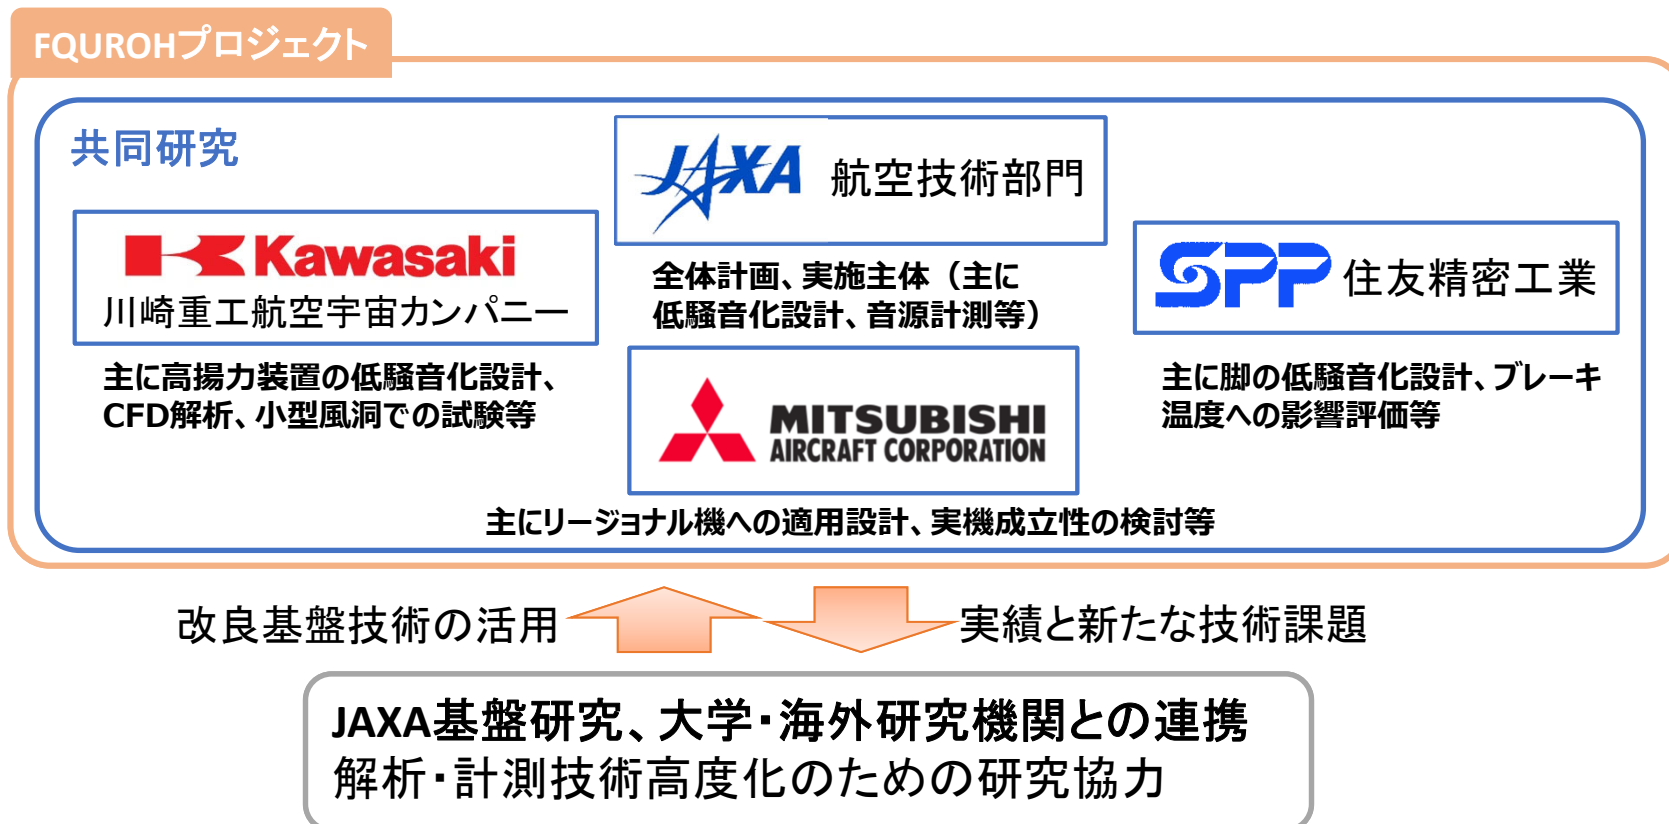 FQUROHプロジェクト
共同研究
JAXA 航空技術部門
全体計画、実施主体（主に
低騒音化設計、音源計測等）
Kawasaki
川崎重工航空宇宙カンパニー
主に高揚力装置の低騒音化設計、
CFD解析、小型風洞での試験等
SPP 住友精密工業
主に脚の低騒音化設計、ブレーキ
温度への影響評価等
MITSUBISHI
AIRCRAFT CORPORATION
主にリージョナル機への適用設計、実機成立性の検討等
改良基盤技術の活用
実績と新たな技術課題
JAXA基盤研究、大学・海外研究機関との連携
解析・計測技術高度化のための研究協力